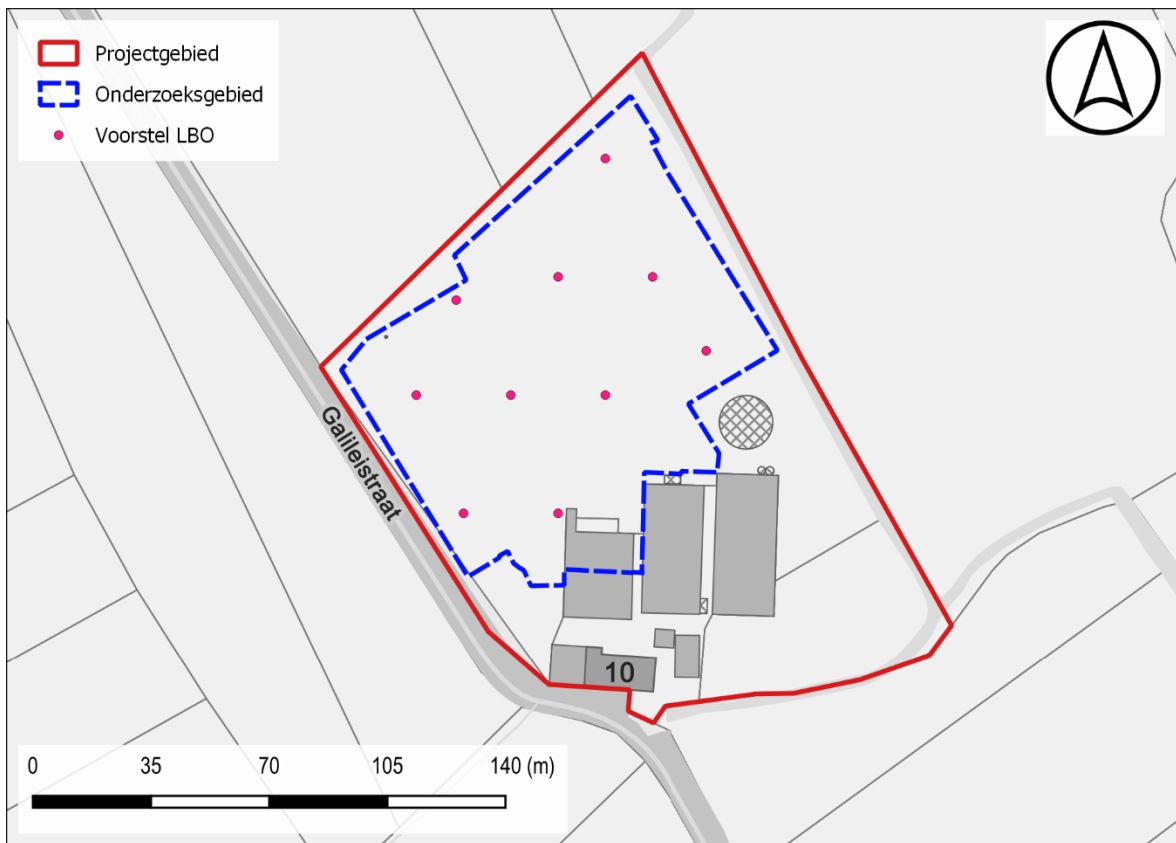 Projectgebied
Onderzoeksgebied
Voorstel LBO
Galileistraat
10
0 35 70 105 140 (m)